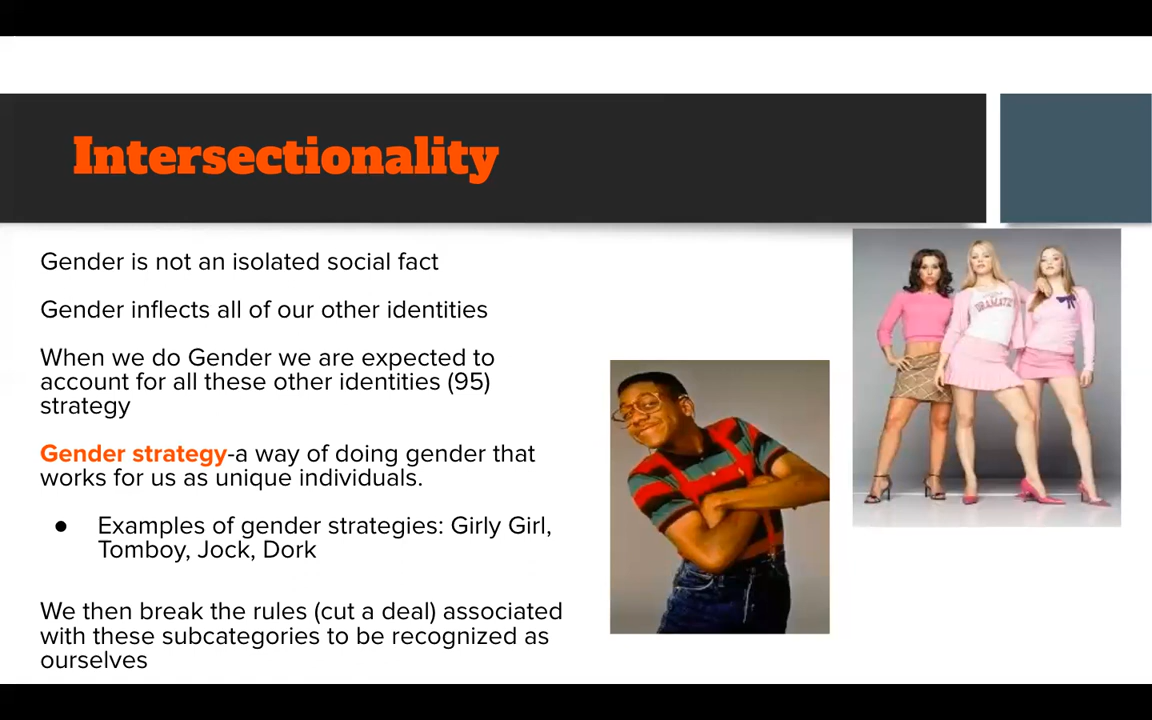 Intersectionality
Gender is not an isolated social fact
Gender inflects all of our other identities
When we do Gender we are expected to
account for all these other identities (95)
strategy
Gender strategy-a way of doing gender that
works for us as unique individuals.
● Examples of gender strategies: Girly Girl,
Tomboy, Jock, Dork
We then break the rules (cut a deal) associated
with these subcategories to be recognized as
ourselves